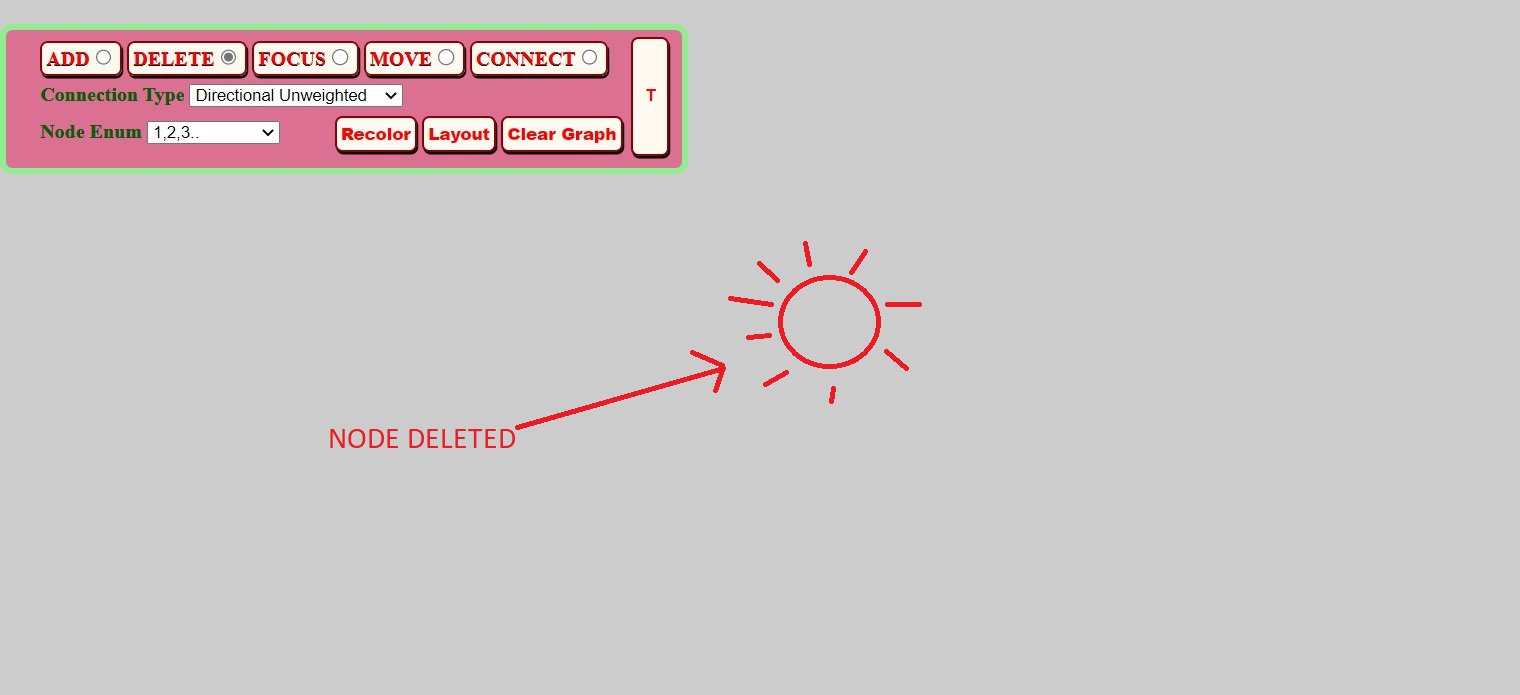 ADD DELETE FOCUS MOVE CONNECT
Connection Type Directional Unweighted
T
Node Enum 1,2,3.. Recolor Layout Clear Graph
NODE DELETED